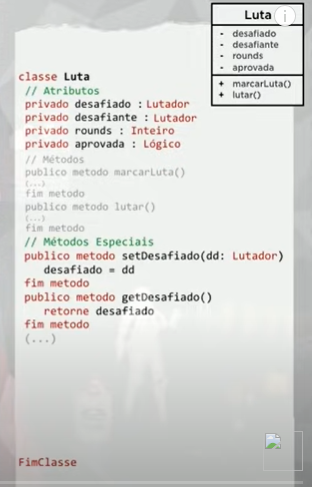 Luta
- desafiado
- desafiante
- rounds
- aprovada
+ marcarLuta()
+ lutar()
classe Luta
// Atributos
privado desafiado : Lutador
privado desafiante : Lutador
privado rounds : Inteiro
privado aprovada : Lógico
// Métodos
publico metodo marcarLuta()
(...)
fim metodo
publico metodo lutar()
(...)
fim metodo
// Métodos Especiais
publico metodo setDesafiado(dd: Lutador)
desafiado = dd
fim metodo
publico metodo getDesafiado()
retorne desafiado
fim metodo
(...)
FimClasse